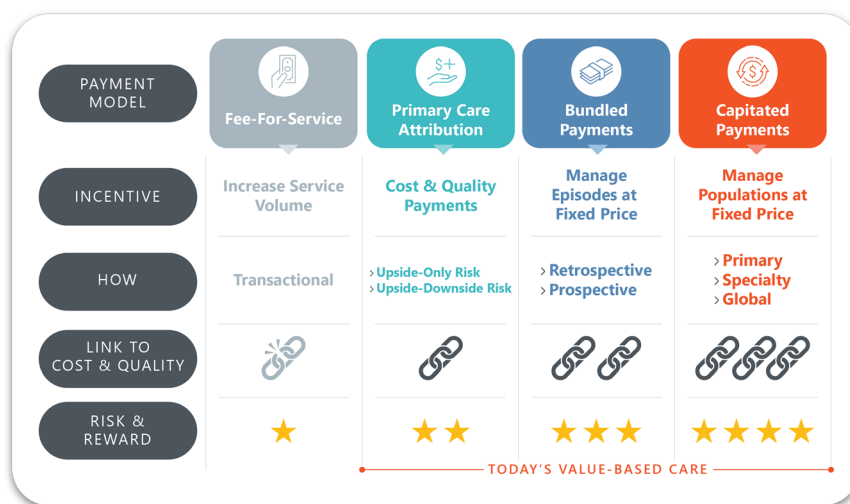 PAYMENT
MODEL
Fee-For-Service
$+
Primary Care
Attribution
Bundled
Payments
$
Capitated
Payments
INCENTIVE
Increase Service
Volume
Cost & Quality
Payments
Manage
Episodes at
Fixed Price
Manage
Populations at
Fixed Price
HOW
Transactional
› Upside-Only Risk
› Upside-Downside Risk
› Retrospective
› Prospective
› Primary
› Specialty
› Global
LINK TO
COST & QUALITY
RISK &
REWARD
TODAY'S VALUE-BASED CARE